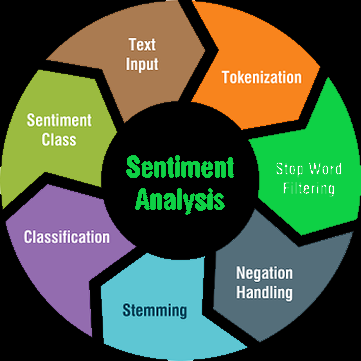 Text
Input
Tokenization
Stop Word
Filtering
Negation
Handling
Stemming
Classification
Sentiment
Class
Sentiment
Analysis